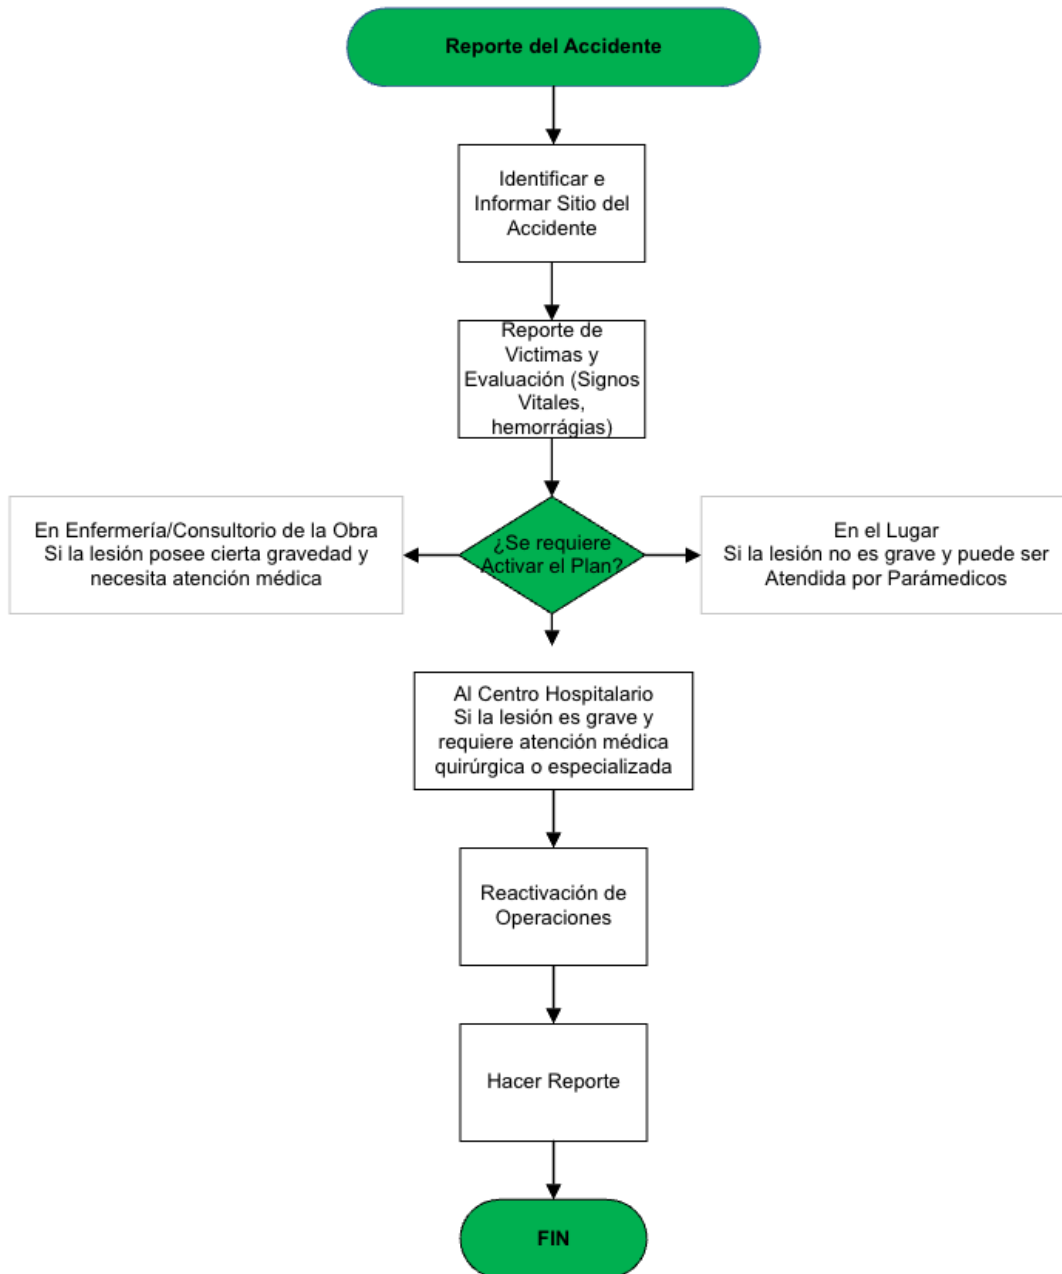 Reporte del Accidente
Identificar e
Informar Sitio del
Accidente
Reporte de
Victimas y
Evaluación (Signos
Vitales,
hemorrágias)
En Enfermería/Consultorio de la Obra
Si la lesión posee cierta gravedad y
necesita atención médica
¿Se requiere
Activar el Plan?
En el Lugar
Si la lesión no es grave y puede ser
Atendida por Parámedicos
Al Centro Hospitalario
Si la lesión es grave y
requiere atención médica
quirúrgica o especializada
Reactivación de
Operaciones
Hacer Reporte
FIN